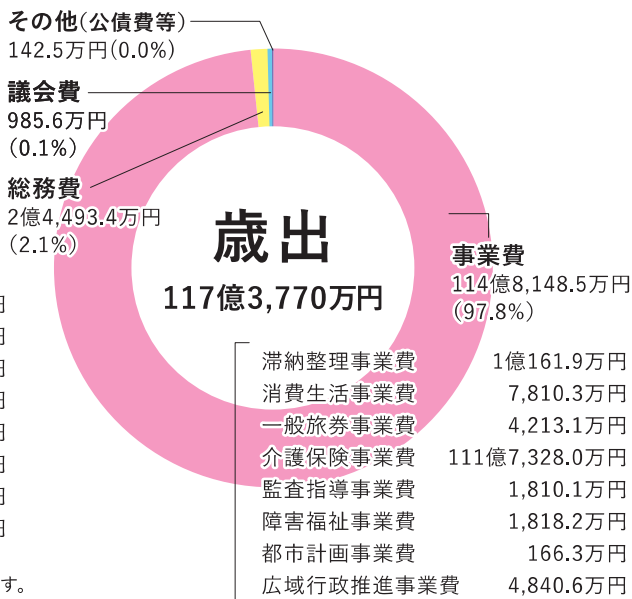 その他(公債費等)
142.5万円(0.0%)
議会費
985.6万円
(0.1%)
総務費
2億4,493.4万円
(2.1%)
歳出
117億3,770万円
事業費
114億8,148.5万円
(97.8%)
滞納整理事業費 1億161.9万円
消費生活事業費 7,810.3万円
一般旅券事業費 4,213.1万円
介護保険事業費 111億7,328.0万円
監査指導事業費 1,810.1万円
障害福祉事業費 1,818.2万円
都市計画事業費 166.3万円
広域行政推進事業費 4,840.6万円
円
円
円
円
円
円
円
円
す。